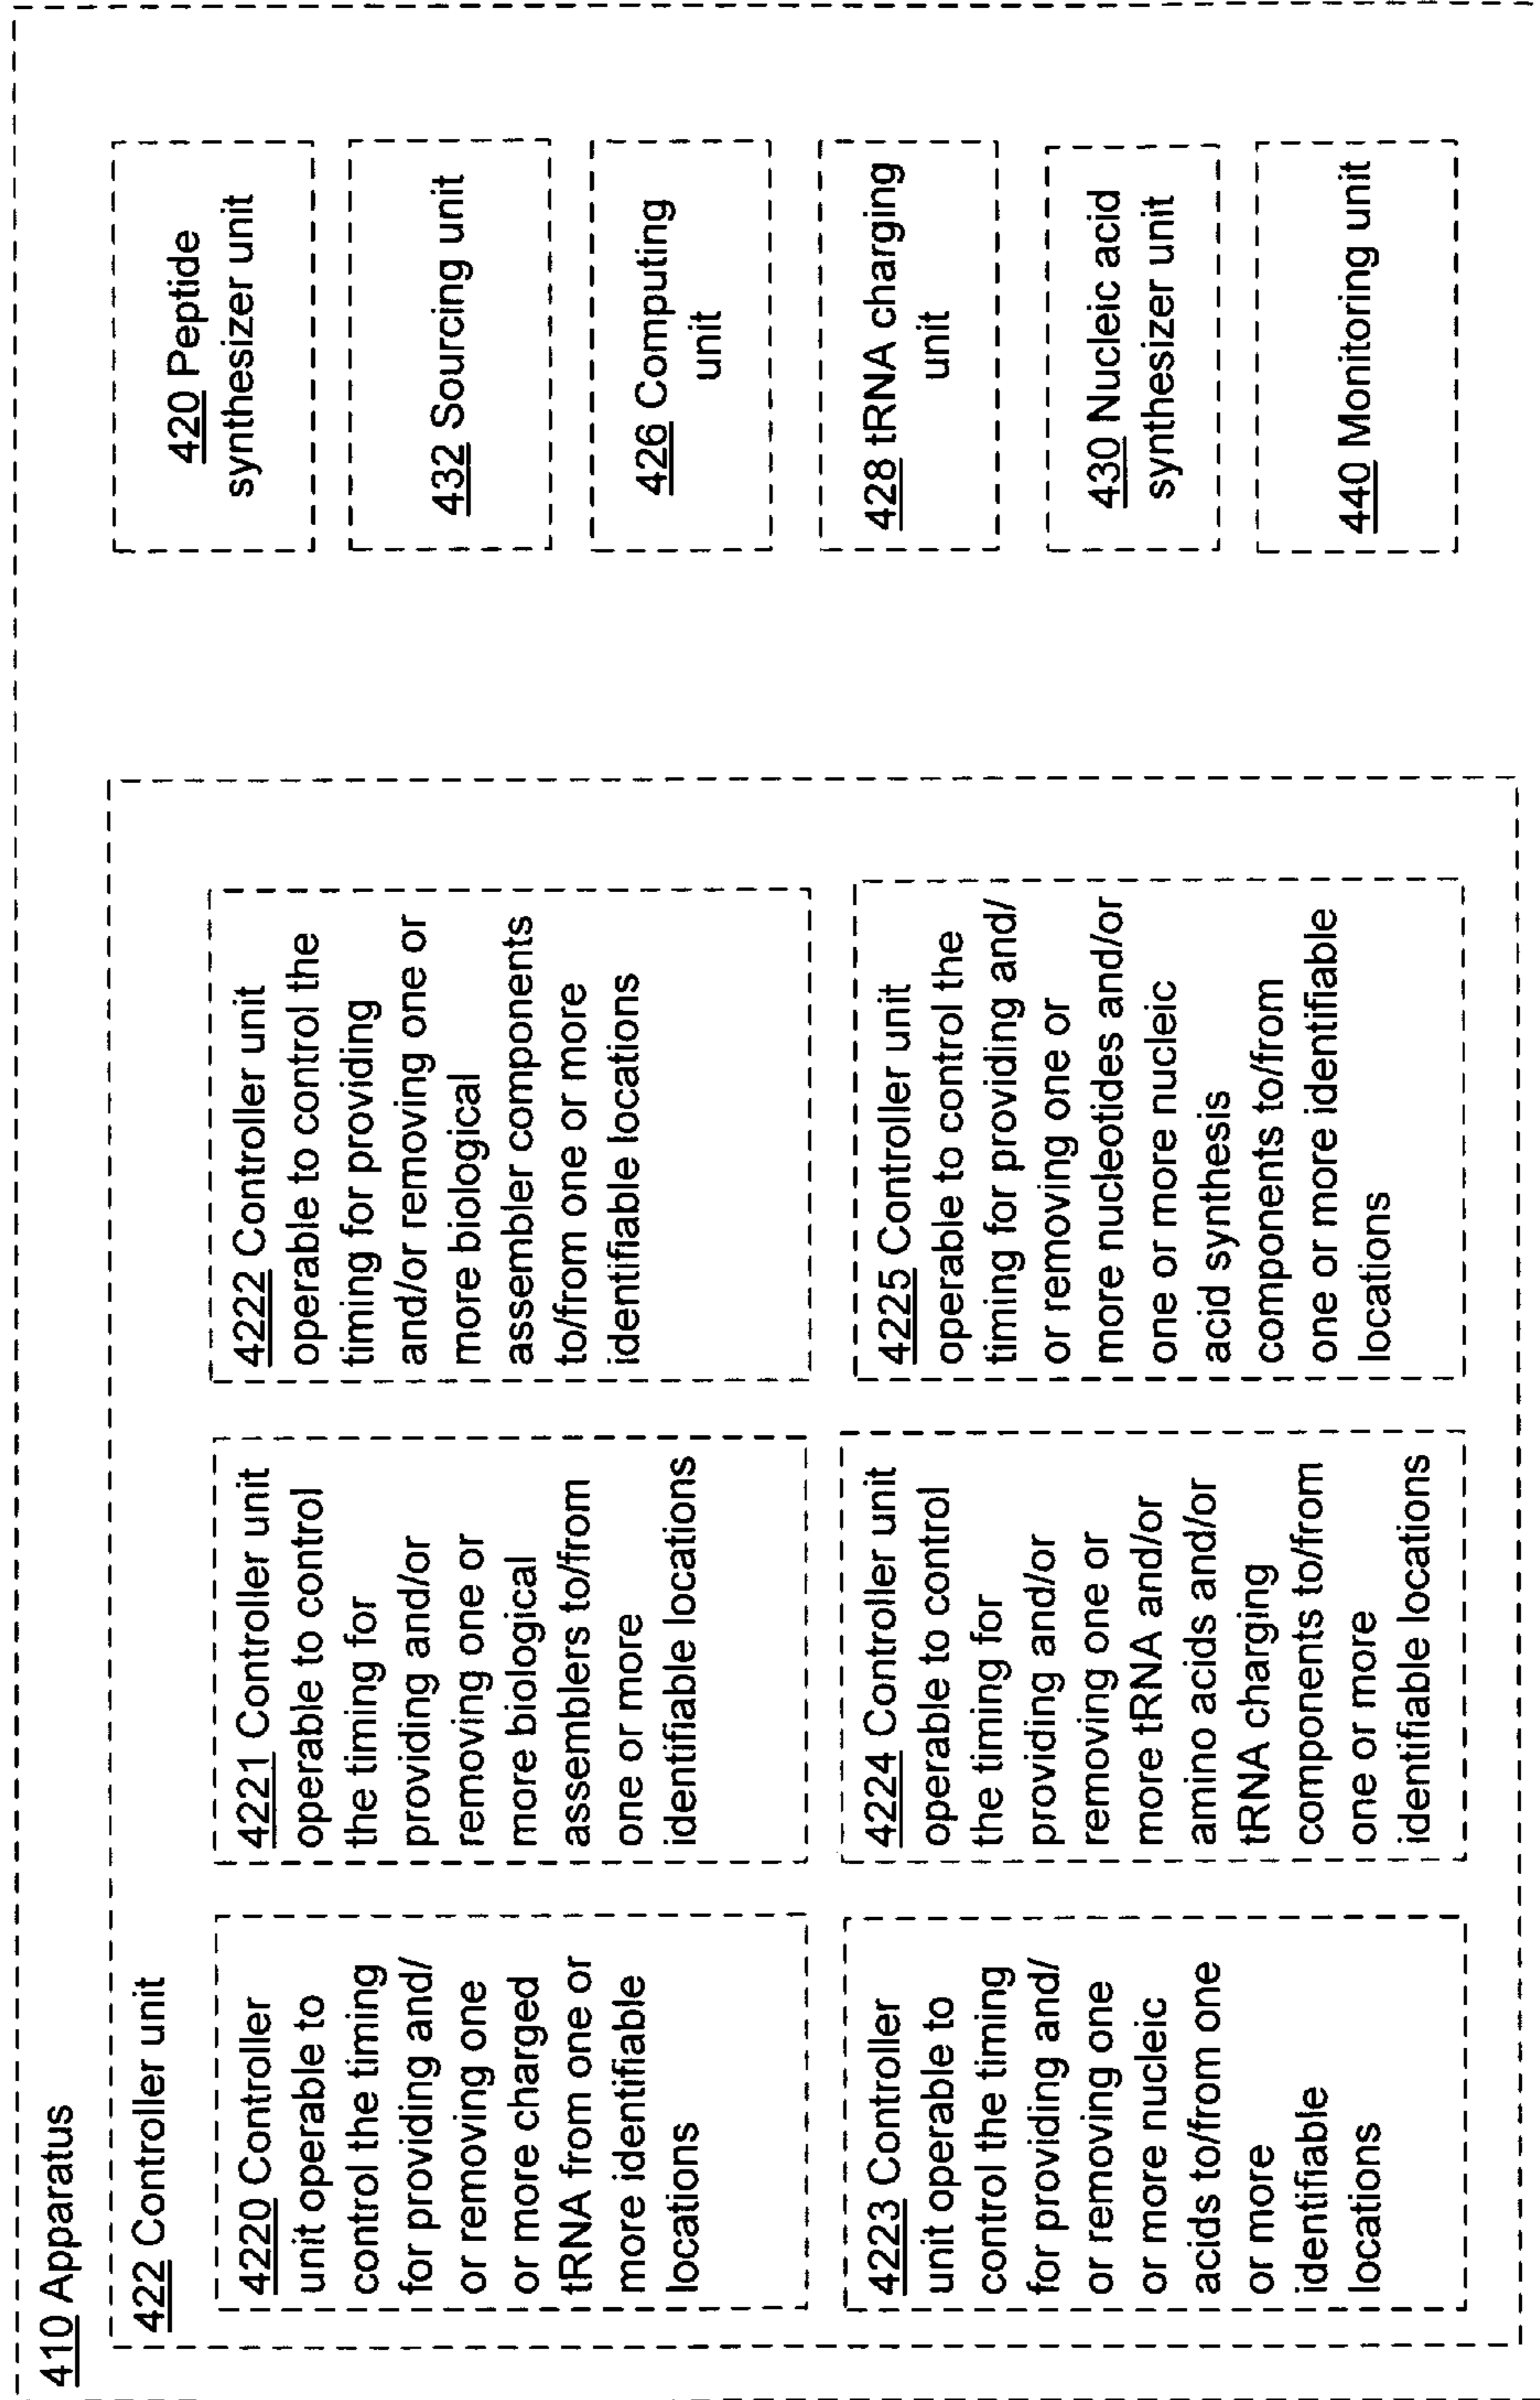 410 Apparatus
422 Controller unit
4220 Controller
unit operable to
control the timing
for providing and/
or removing one
or more charged
tRNA from one or
more identifiable
locations
4221 Controller unit
operable to control
the timing for
providing and/or
removing one or
more biological
assemblers to/from
one or more
identifiable locations
4222 Controller unit
operable to control the
timing for providing
and/or removing one or
more biological
assembler components
to/from one or more
identifiable locations
4223 Controller
unit operable to
control the timing
for providing and/
or removing one
or more nucleic
acids to/from one
or more
identifiable
locations
4224 Controller unit
operable to control
the timing for
providing and/or
removing one or
more tRNA and/or
amino acids and/or
tRNA charging
components to/from
one or more
identifiable locations
4225 Controller unit
operable to control the
timing for providing and/
or removing one or
more nucleotides and/or
one or more nucleic
acid synthesis
components to/from
one or more identifiable
locations
420 Peptide
synthesizer unit
432 Sourcing unit
426 Computing
unit
428 tRNA charging
unit
430 Nucleic acid
synthesizer unit
440 Monitoring unit